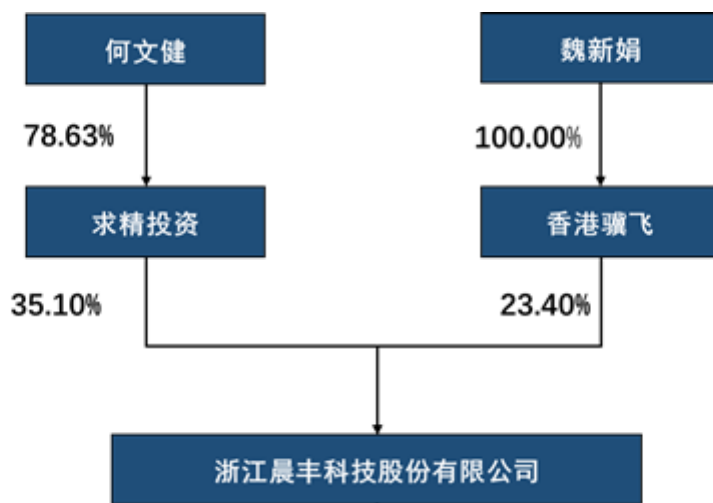 何文健
魏新娟
78.63%
100.00%
求精投资
香港骥飞
35.10%
23.40%
浙江晨丰科技股份有限公司